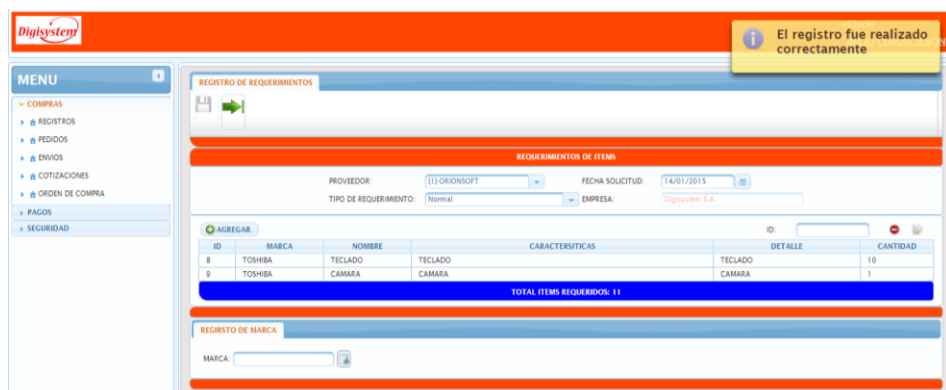 Digisystem
El registro fue realizado
correctamente
MENU
COMPRAS
REGISTROS
PEDIDOS
ENVIOS
COTIZACIONES
ORDEN DE COMPRA
PAGOS
SEGURIDAD
REGISTRO DE REQUERIMIENTOS
REQUERIMIENTOS DE ITEMS
PROVEEDOR: [1]-ORIONSOFT FECHA SOLICITUD: 14/01/2015
TIPO DE REQUERIMIENTO: Normal EMPRESA: Digisystem S.A.
AGREGAR ID:
ID MARCA NOMBRE CARACTERSITICAS DETALLE CANTIDAD
8 TOSHIBA TECLADO TECLADO TECLADO 10
9 TOSHIBA CAMARA CAMARA CAMARA 1
TOTAL ITEMS REQUERIDOS: 11
REGIRSTO DE MARCA
MARCA: